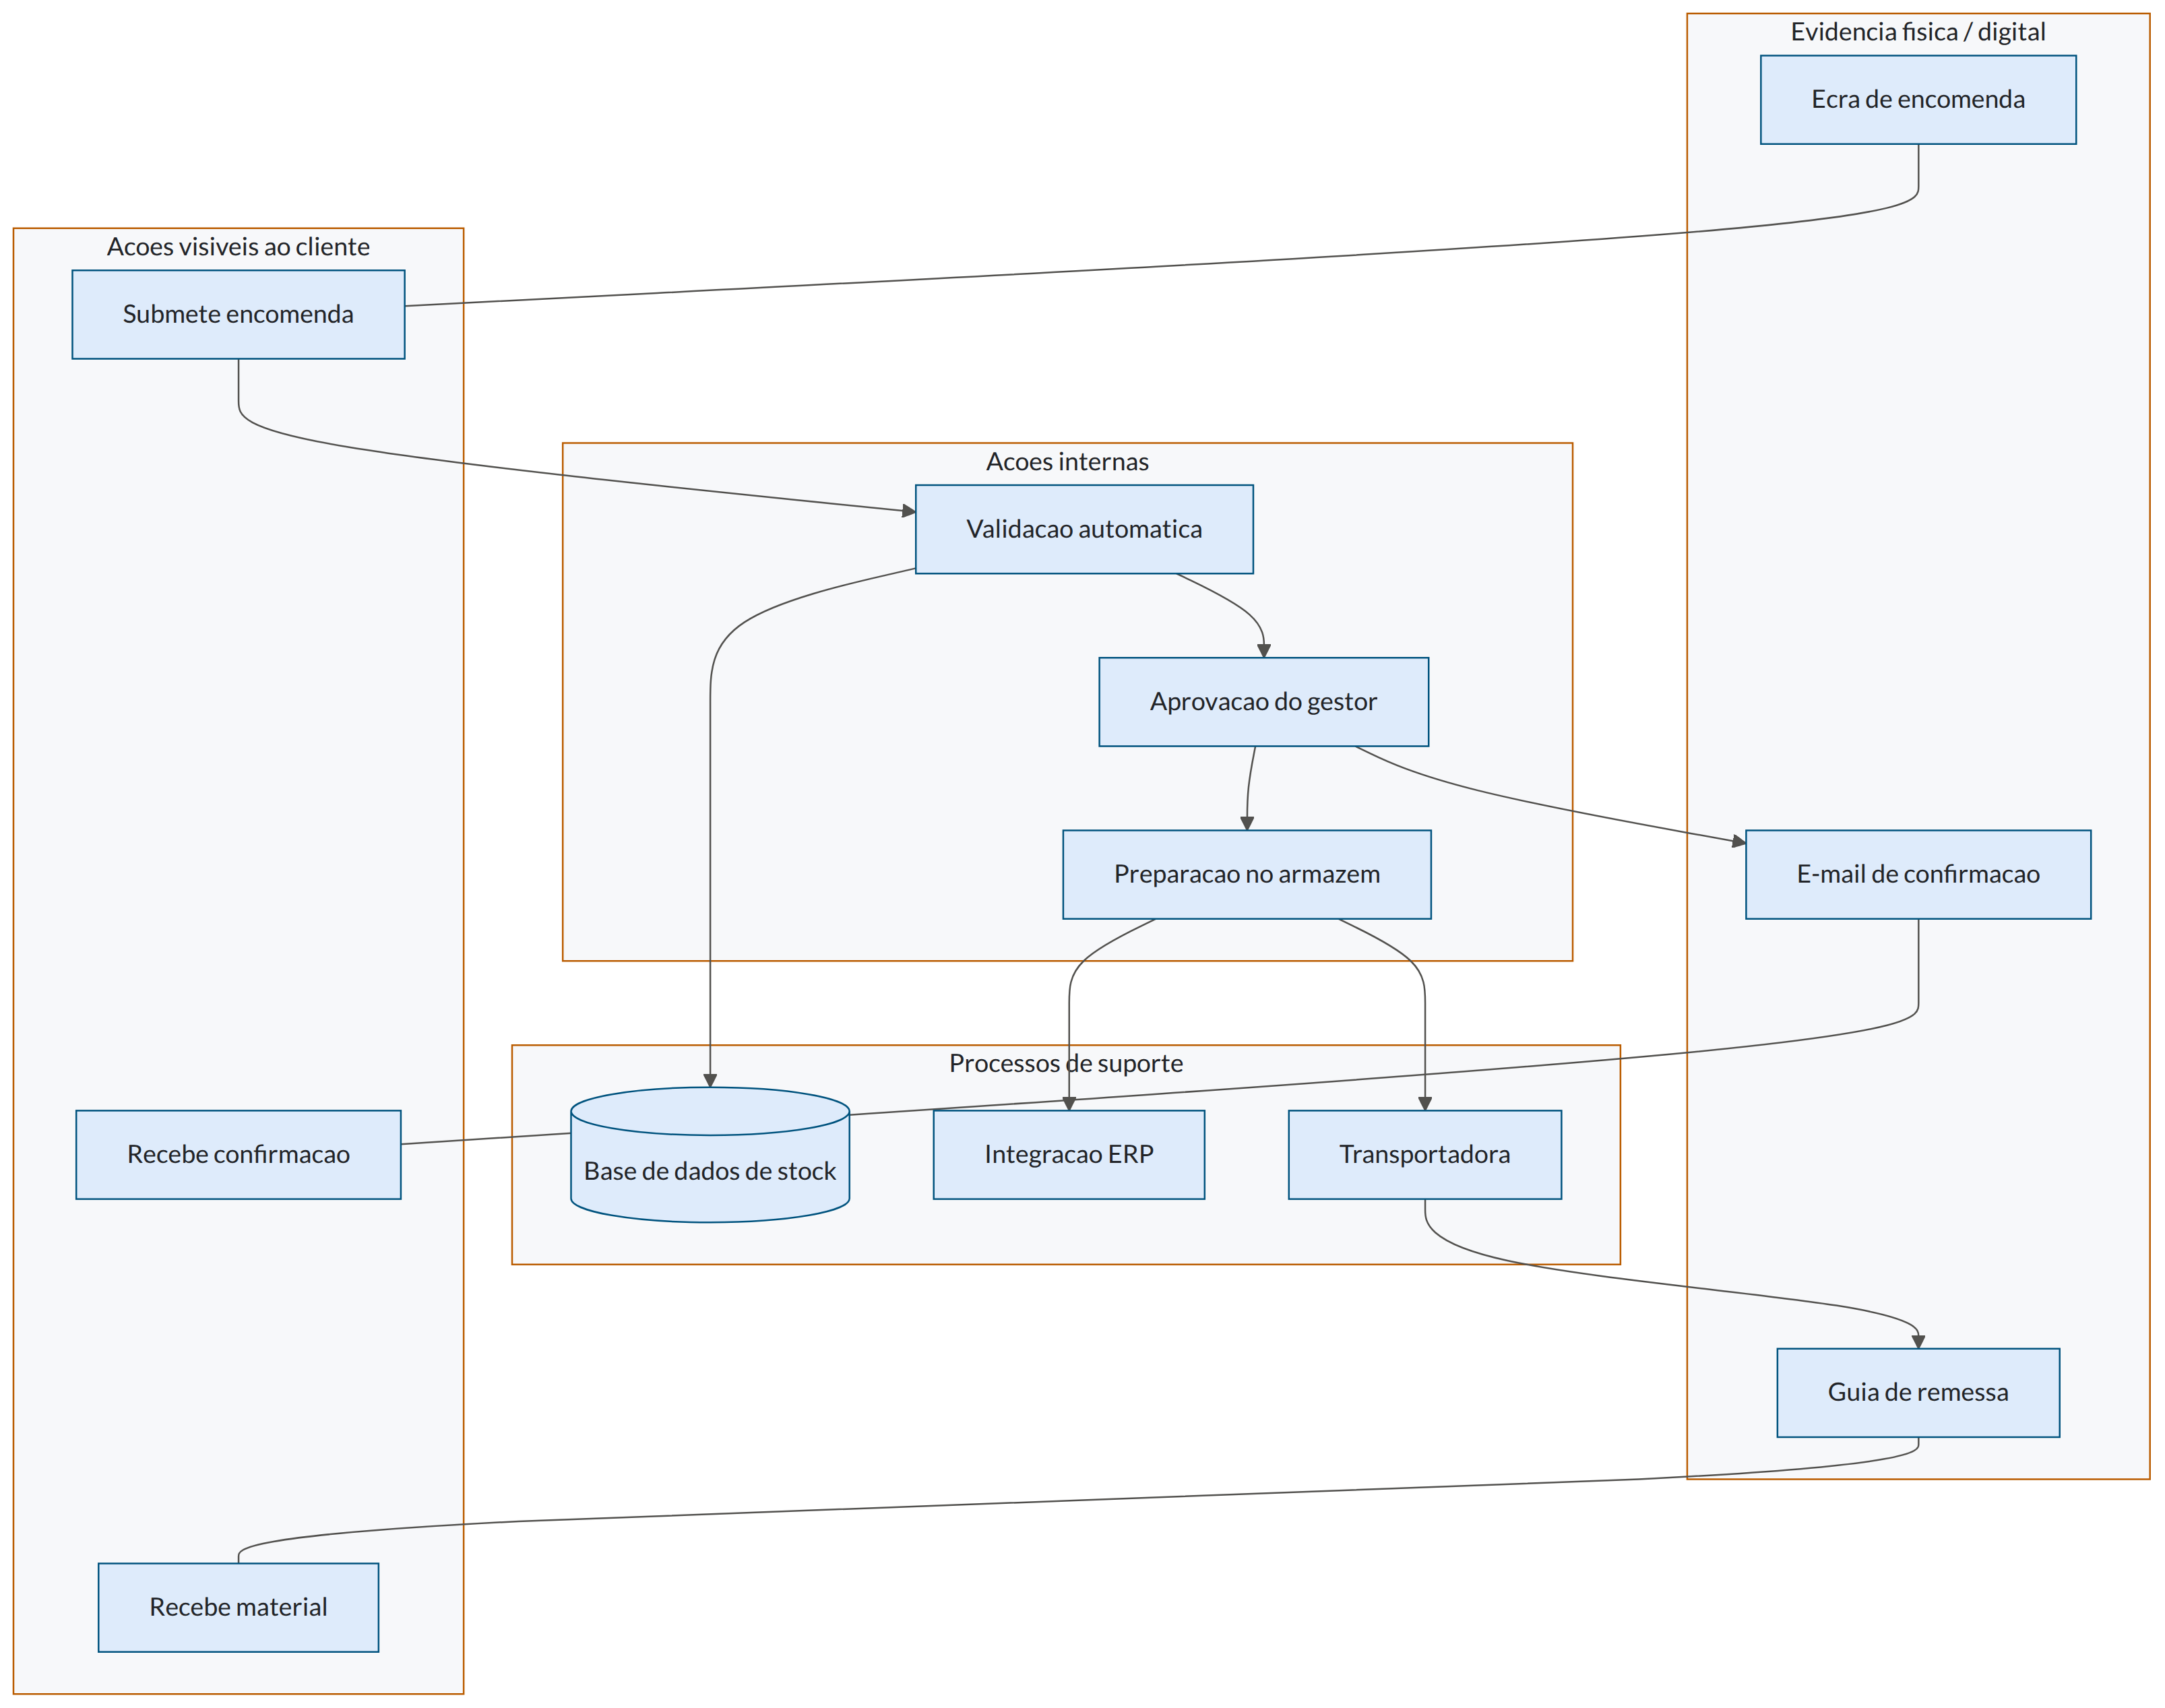 Evidencia fisica / digital
Ecra de encomenda
Acoes visiveis ao cliente
Submete encomenda
Acoes internas
Validacao automatica
Aprovacao do gestor
Preparacao no armazem
E-mail de confirmacao
Processos de suporte
Recebe confirmacao
Base de dados de stock
Integracao ERP
Transportadora
Guia de remessa
Recebe material